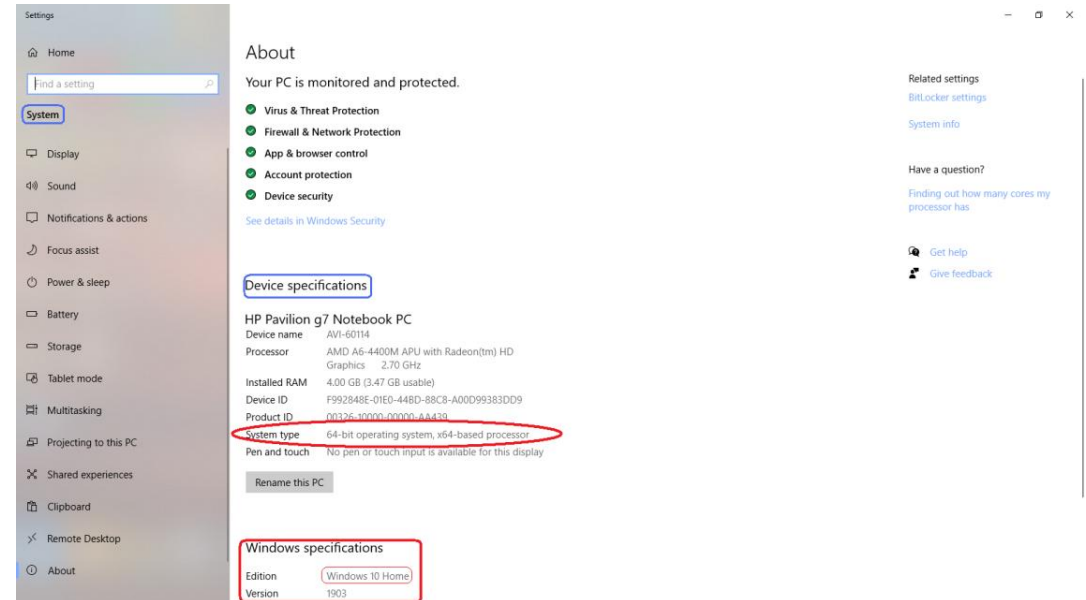 Settings
Home
Find a setting
System
Display
Sound
Notifications & actions
Focus assist
Power & sleep
Battery
Storage
Tablet mode
Multitasking
Projecting to this PC
Shared experiences
Clipboard
Remote Desktop
About
About
Your PC is monitored and protected.
Virus & Threat Protection
Firewall & Network Protection
App & browser control
Account protection
Device security
See details in Windows Security
Device specifications
HP Pavilion g7 Notebook PC
Device name AVI-60114
Processor AMD A6-4400M APU with Radeon(tm) HD
Graphics 2.70 GHz
Installed RAM 4.00 GB (3.47 GB usable)
Device ID F992848E-01E0-44BD-88C8-A00D99383DD9
Product ID 00326-10000-00000-AA439
System type 64-bit operating system, x64-based processor
Pen and touch No pen or touch input is available for this display
Rename this PC
Windows specifications
Edition Windows 10 Home
Version 1903
Related settings
BitLocker settings
System info
Have a question?
Finding out how many cores my
processor has
Get help
Give feedback